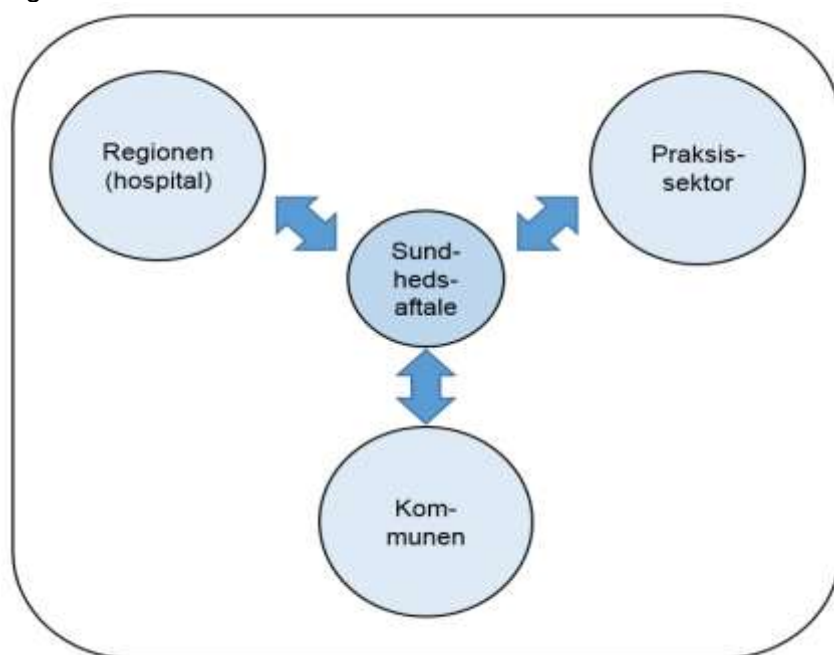 Regionen
(hospital)
Praksis-
sektor
Sund-
heds-
aftale
Kom-
munen